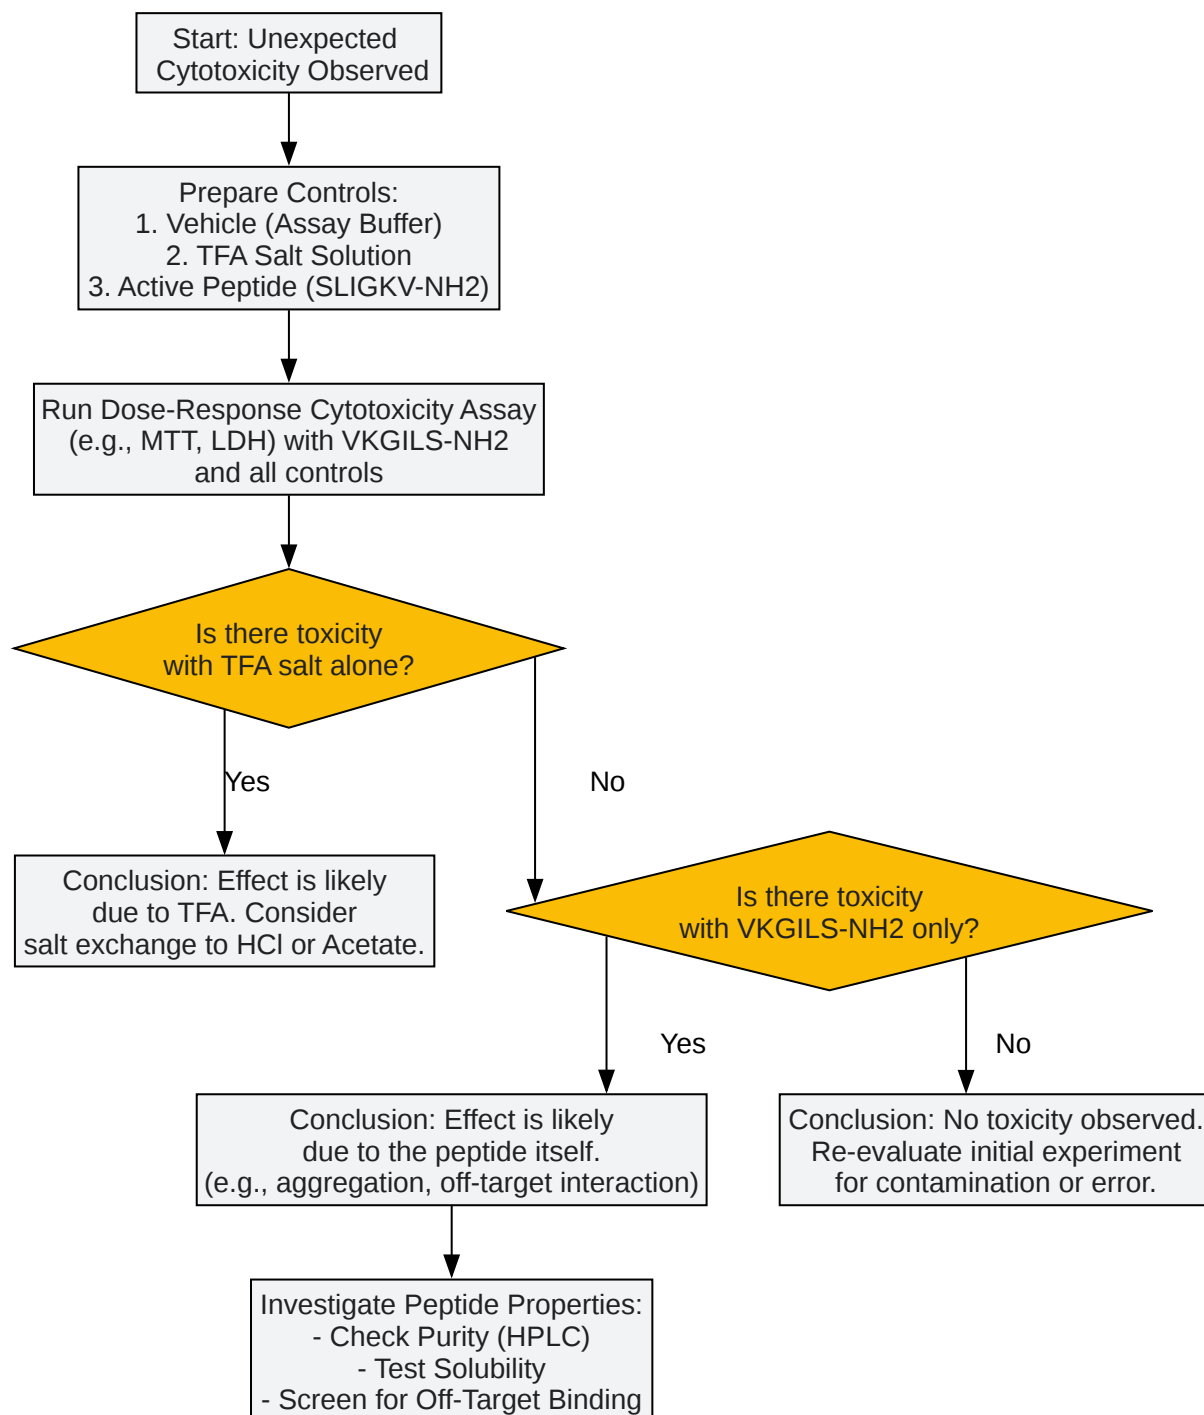 Start: Unexpected
Cytotoxicity Observed
Prepare Controls:
1. Vehicle (Assay Buffer)
2. TFA Salt Solution
3. Active Peptide (SLIGKV-NH2)
Run Dose-Response Cytotoxicity Assay
(e.g., MTT, LDH) with VKGILS-NH2
and all controls
Is there toxicity
with TFA salt alone?
Yes
No
Conclusion: Effect is likely
due to TFA. Consider
salt exchange to HCl or Acetate.
Is there toxicity
with VKGILS-NH2 only?
Yes
No
Conclusion: Effect is likely
due to the peptide itself.
(e.g., aggregation, off-target interaction)
Conclusion: No toxicity observed.
Re-evaluate initial experiment
for contamination or error.
Investigate Peptide Properties:
- Check Purity (HPLC)
- Test Solubility
- Screen for Off-Target Binding